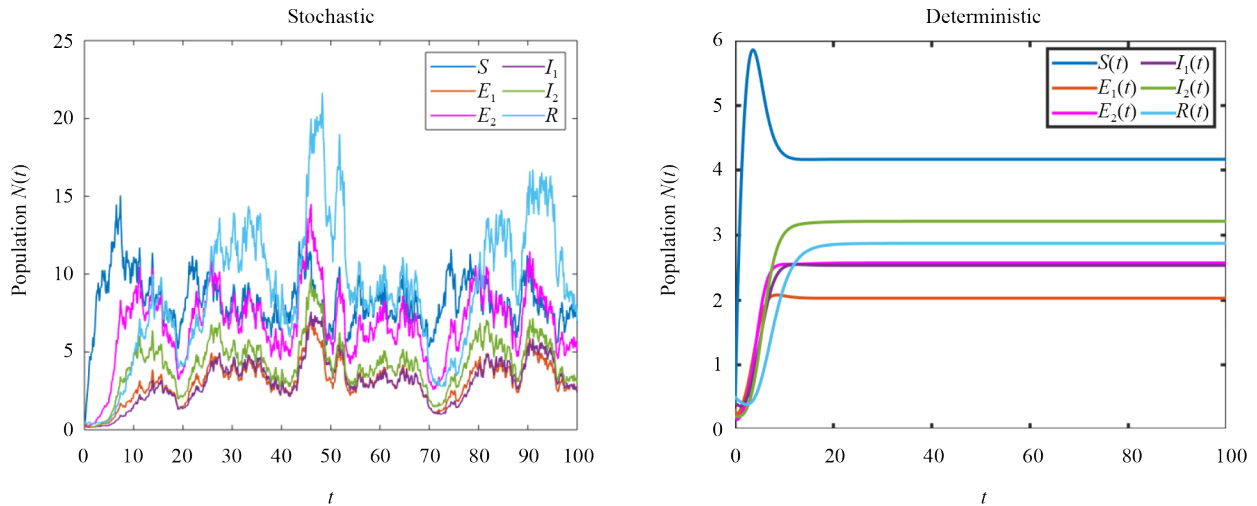 Stochastic
25
20
15
10
5
0
Population N(t)
S I₁
E₁ I₂
E₂ R
0 10 20 30 40 50 60 70 80 90 100
t
Deterministic
6
5
4
3
2
1
0
Population N(t)
S(t) I₁(t)
E₁(t) I₂(t)
E₂(t) R(t)
0 20 40 60 80 100
t